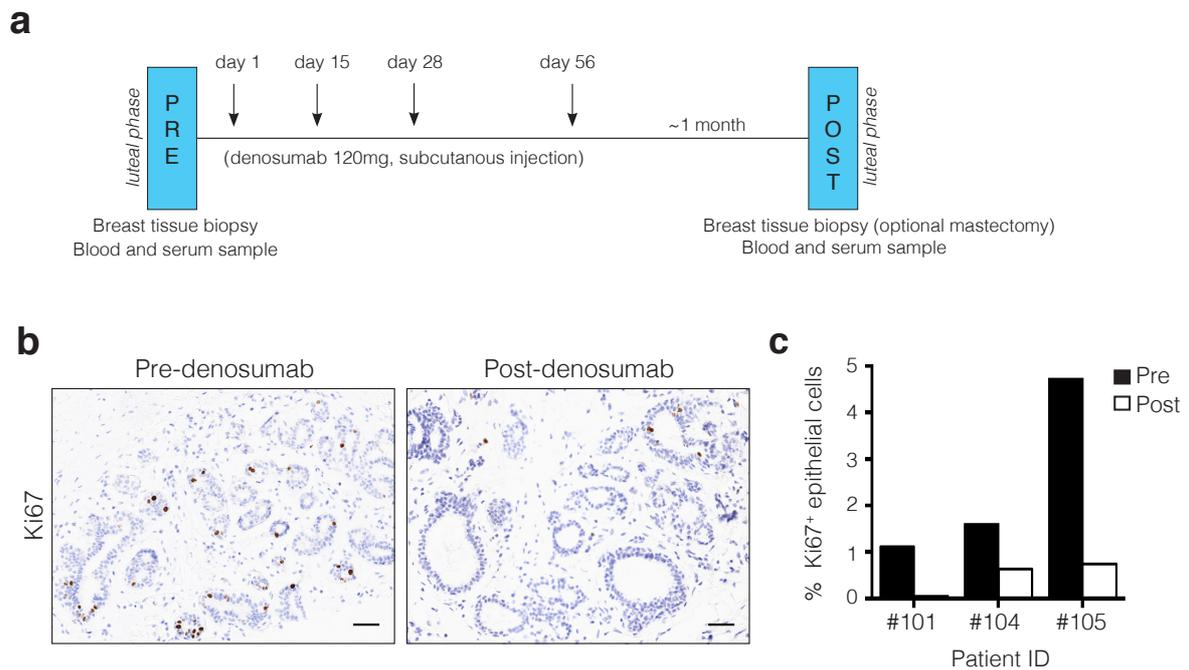 a
day 1 day 15 day 28 day 56
luteal phase
PRE
~1 month
POST
luteal phase
(denosumab 120mg, subcutanous injection)
Breast tissue biopsy
Blood and serum sample
Breast tissue biopsy (optional mastectomy)
Blood and serum sample
b
Pre-denosumab Post-denosumab
Ki67
c
% Ki67⁺ epithelial cells
5
4
3
2
1
0
#101 #104 #105
Patient ID
Pre
Post